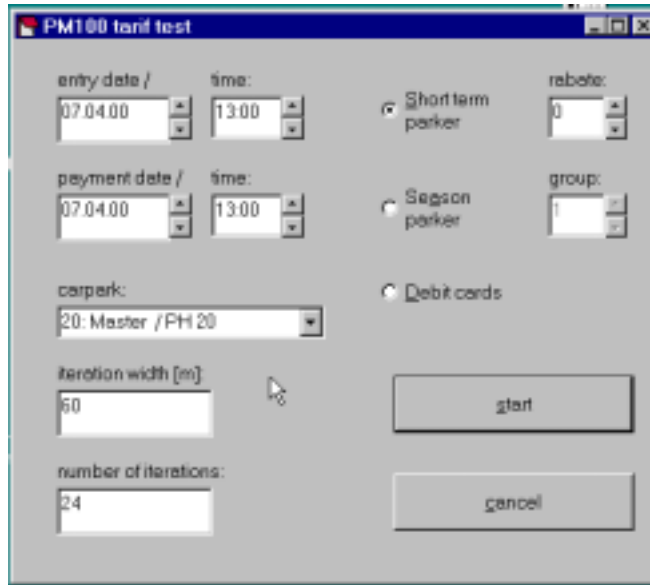 PM100 tarif test
entry date / time: rabate:
07.04.00 13:00 Short term parker 0
payment date / time: group:
07.04.00 13:00 Season parker 1
carpark: Debit cards
20: Master / PH 20
iteration width [m]:
60 start
number of iterations:
24 cancel